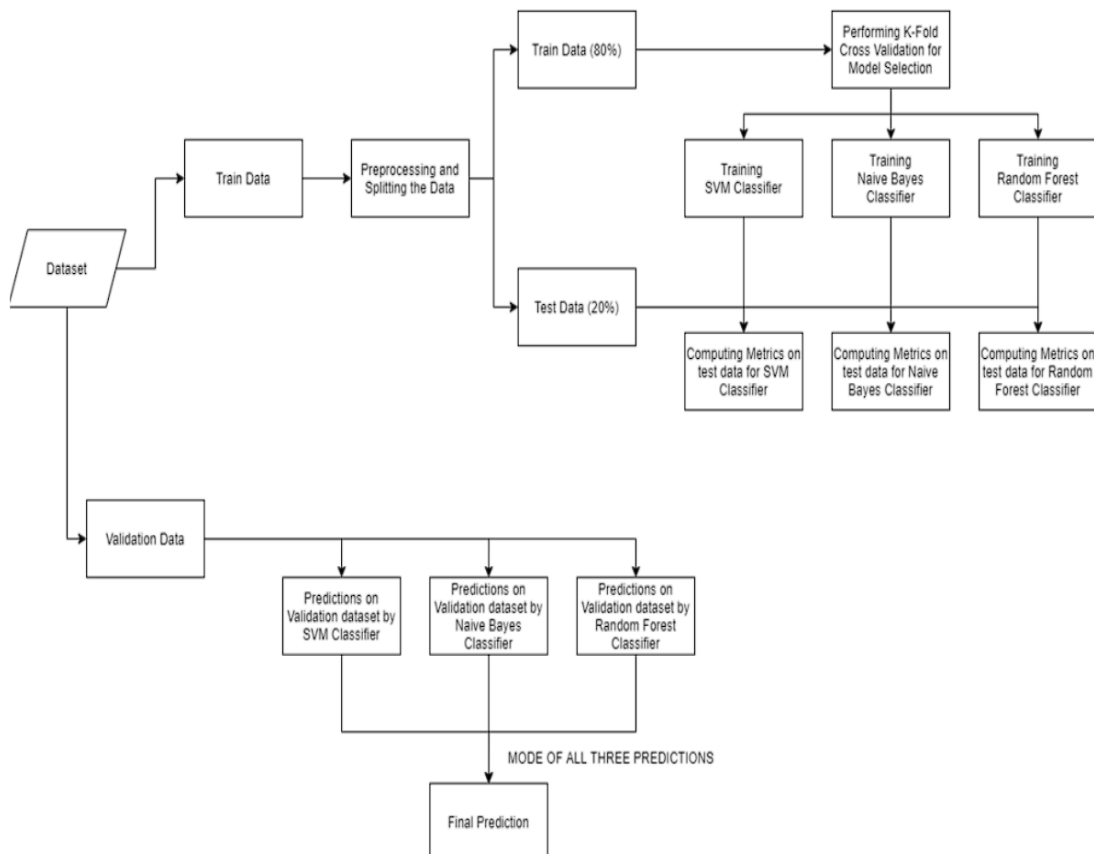 Train Data (80%)
Performing K-Fold
Cross Validation for
Model Selection
Train Data
Preprocessing and
Splitting the Data
Training
SVM Classifier
Training
Naive Bayes
Classifier
Training
Random Forest
Classifier
Dataset
Test Data (20%)
Computing Metrics on
test data for SVM
Classifier
Computing Metrics on
test data for Naive
Bayes Classifier
Computing Metrics on
test data for Random
Forest Classifier
Validation Data
Predictions on
Validation dataset by
SVM Classifier
Predictions on
Validation dataset by
Naive Bayes
Classifier
Predictions on
Validation dataset by
Random Forest
Classifier
MODE OF ALL THREE PREDICTIONS
Final Prediction